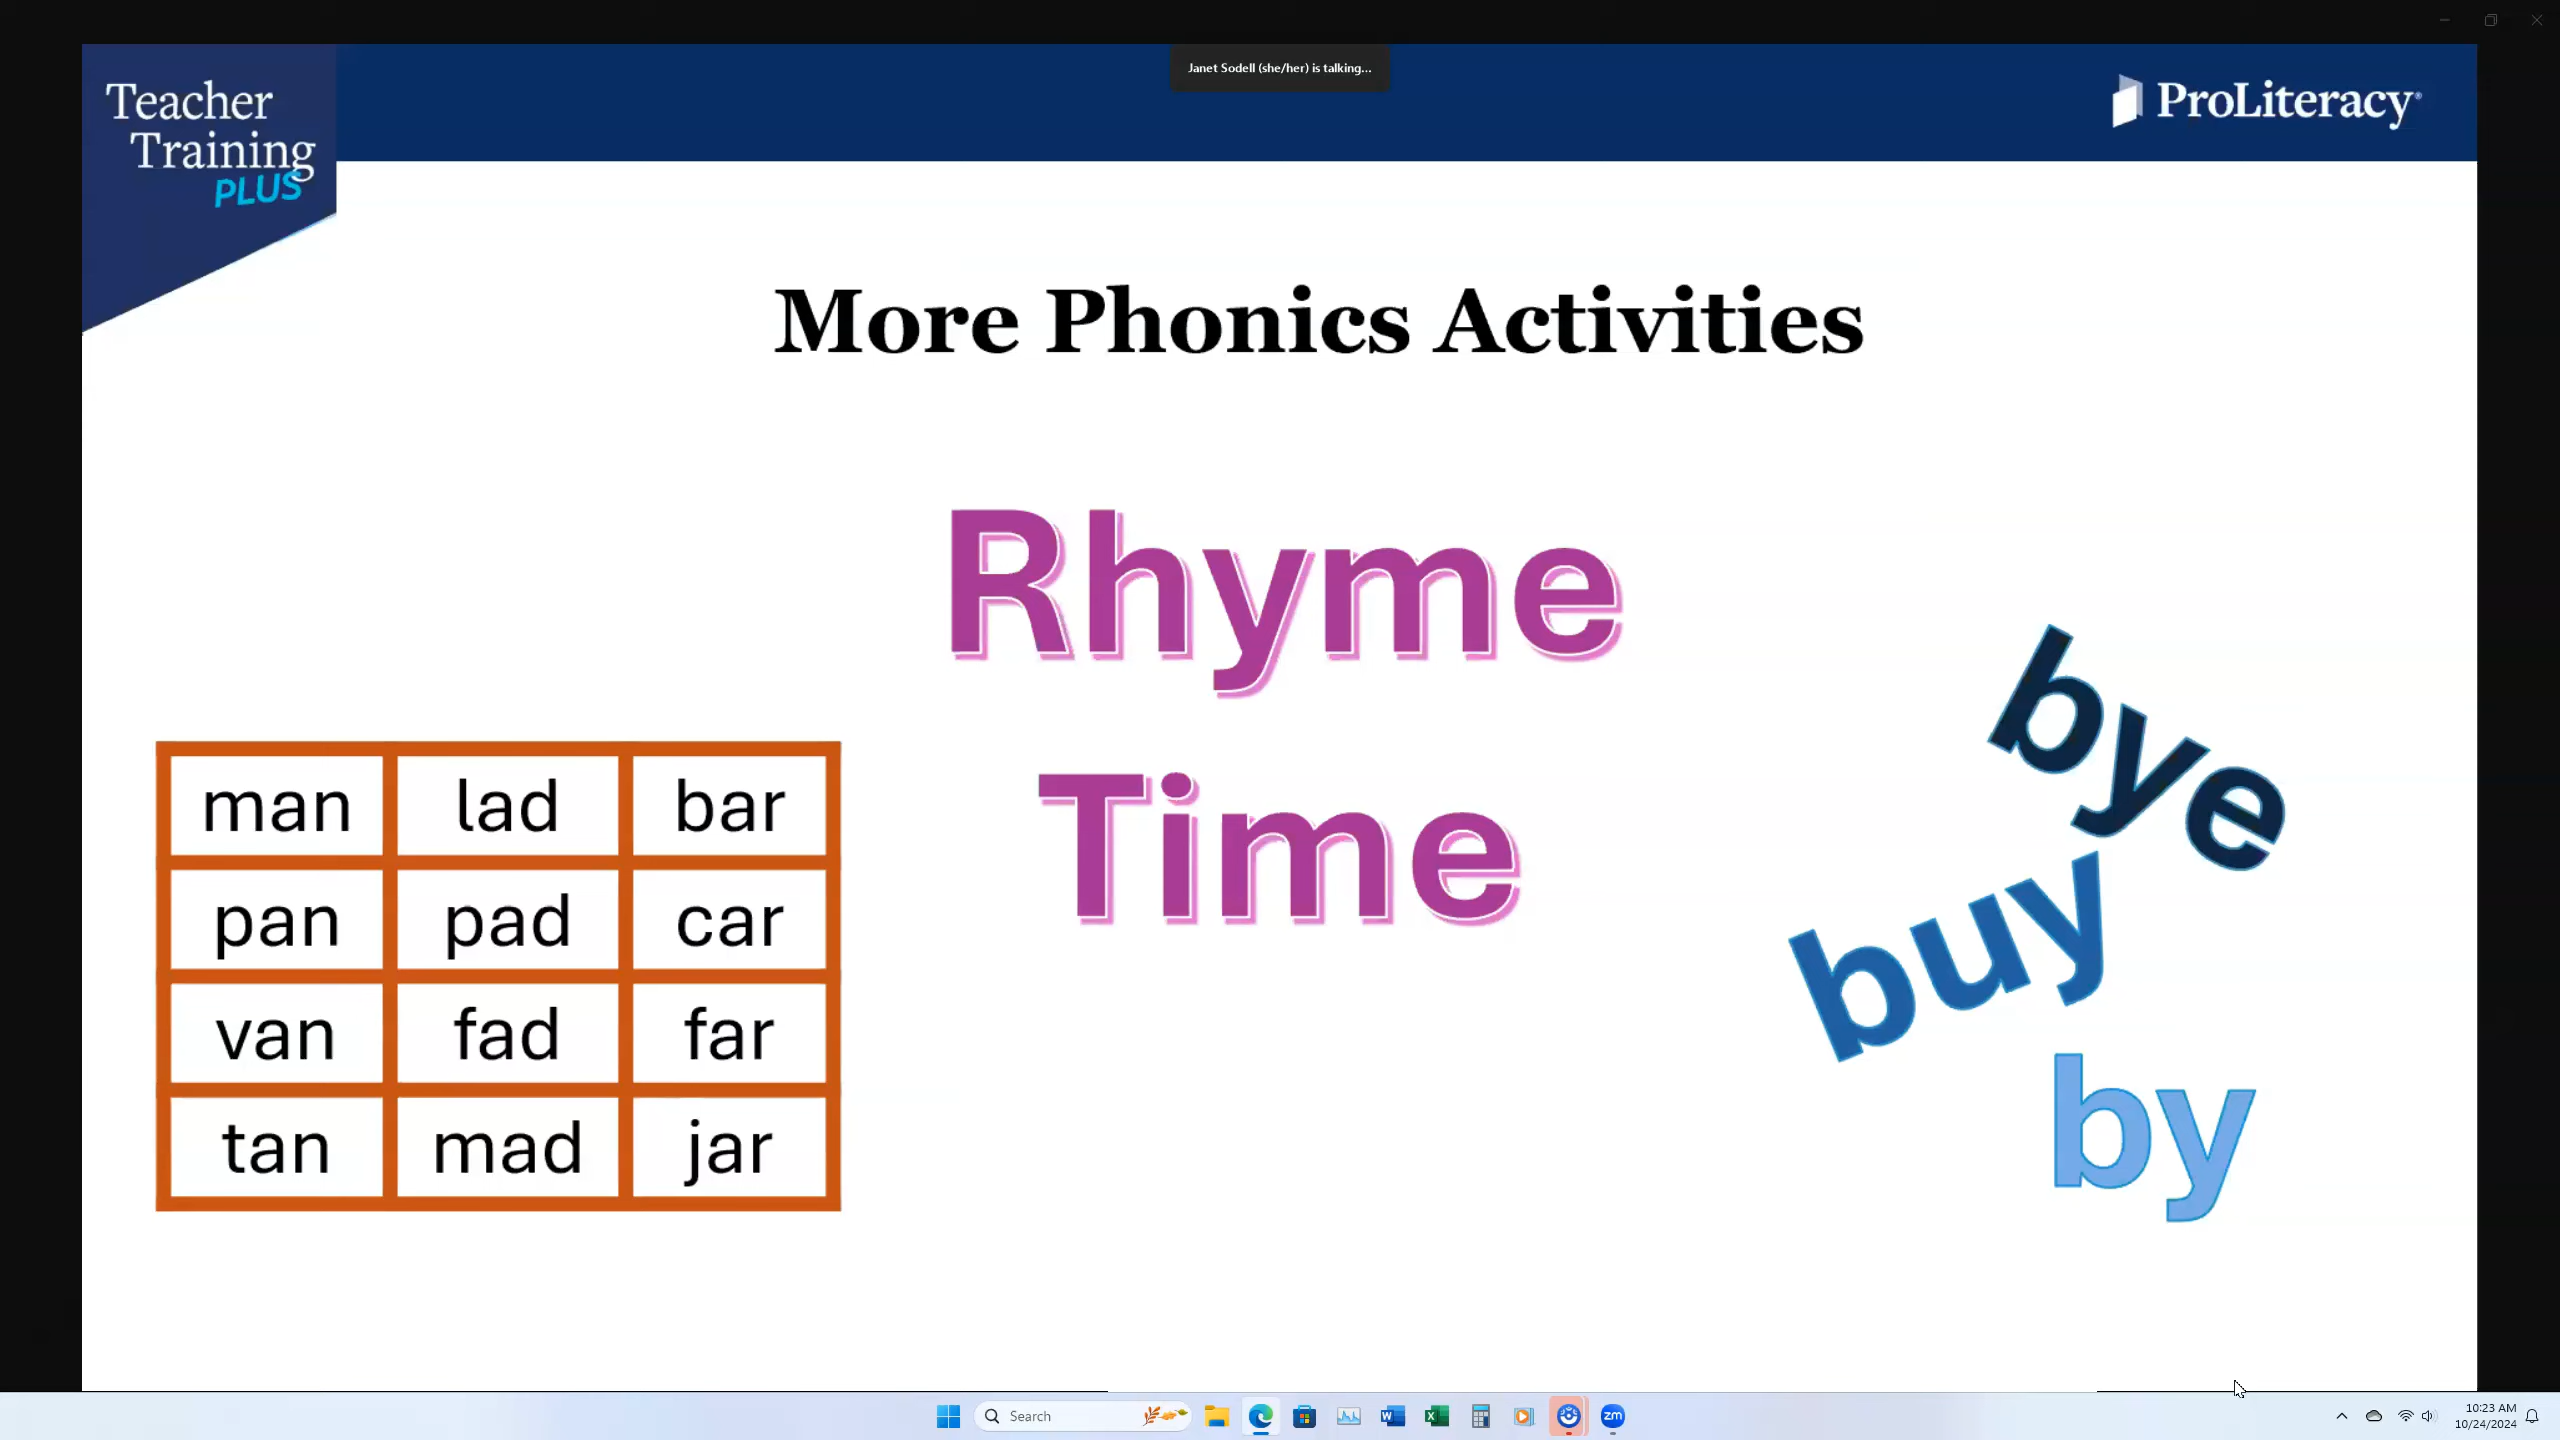 Janet Sodell (she/her) is talking...
Teacher
Training
PLUS
ProLiteracy
More Phonics Activities
Rhyme
Time
man lad bar
pan pad car
van fad far
tan mad jar
bye
buy
by
Search
zm
10:23 AM
10/24/2024